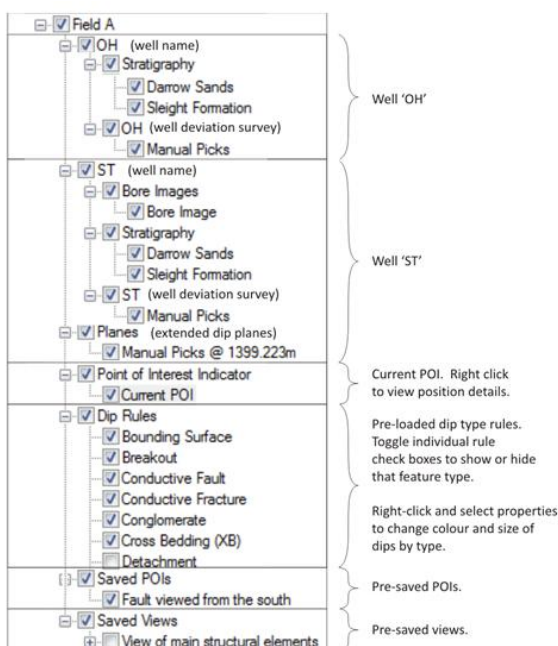 Field A
OH (well name)
Stratigraphy
Darrow Sands
Sleight Formation
OH (well deviation survey)
Manual Picks
Well 'OH'
ST (well name)
Bore Images
Bore Image
Stratigraphy
Darrow Sands
Sleight Formation
ST (well deviation survey)
Manual Picks
Planes (extended dip planes)
Manual Picks @ 1399.223m
Well 'ST'
Point of Interest Indicator
Current POI
Current POI. Right click
to view position details.
Dip Rules
Bounding Surface
Breakout
Conductive Fault
Conductive Fracture
Conglomerate
Cross Bedding (XB)
Detachment
Pre-loaded dip type rules.
Toggle individual rule
check boxes to show or hide
that feature type.
Right-click and select properties
to change colour and size of
dips by type.
Saved POIs
Fault viewed from the south
Pre-saved POIs.
Saved Views
View of main structural elements
Pre-saved views.